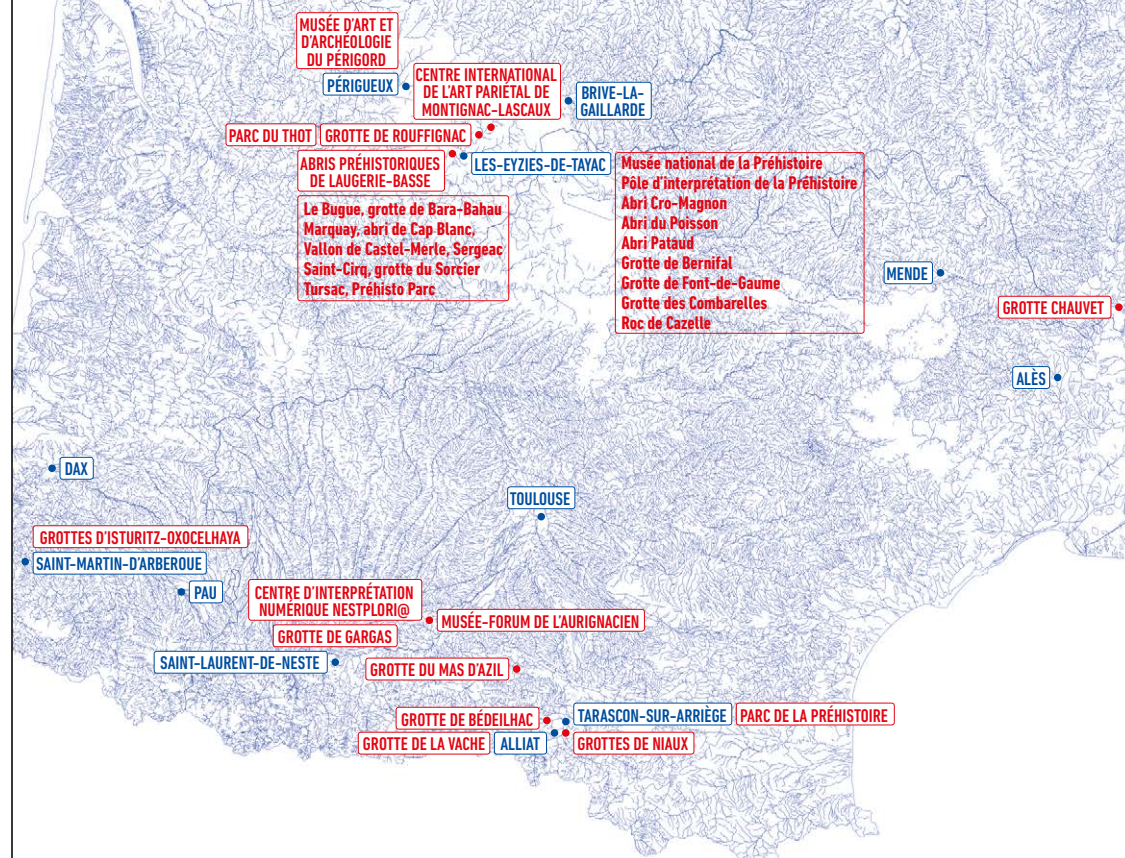 MUSÉE D'ART ET
D'ARCHÉOLOGIE
DU PÉRIGORD
PÉRIGUEUX
CENTRE INTERNATIONAL
DE L'ART PARIÉTAL DE
MONTIGNAC-LASCAUX
BRIVE-LA-
GAILLARDE
PARC DU THOT
GROTTE DE ROUFFIGNAC
ABRIS PRÉHISTORIQUES
DE LAUGERIE-BASSE
LES-EYZIES-DE-TAYAC
Le Bugue, grotte de Bara-Bahau
Marquay, abri de Cap Blanc,
Vallon de Castel-Merle, Sergeac
Saint-Cirq, grotte du Sorcier
Tursac, Préhisto Parc
Musée national de la Préhistoire
Pôle d'interprétation de la Préhistoire
Abri Cro-Magnon
Abri du Poisson
Abri Pataud
Grotte de Bernifal
Grotte de Font-de-Gaume
Grotte des Combarelles
Roc de Cazelle
MENDE
GROTTE CHAUVET
ALÈS
DAX
TOULOUSE
GROTTES D'ISTURITZ-OXOCELHAYA
SAINT-MARTIN-D'ARBEROUE
PAU
CENTRE D'INTERPRÉTATION
NUMÉRIQUE NESTPLORI@
MUSÉE-FORUM DE L'AURIGNACIEN
GROTTE DE GARGAS
SAINT-LAURENT-DE-NESTE
GROTTE DU MAS D'AZIL
GROTTE DE BÉDEILHAC
TARASCON-SUR-ARRIÈGE
PARC DE LA PRÉHISTOIRE
GROTTE DE LA VACHE
ALLIAT
GROTTES DE NIAUX